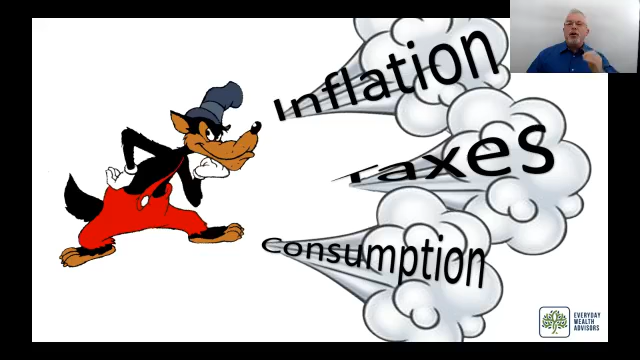 Inflation
Taxes
Consumption
EVERYDAY
WEALTH
ADVISORS